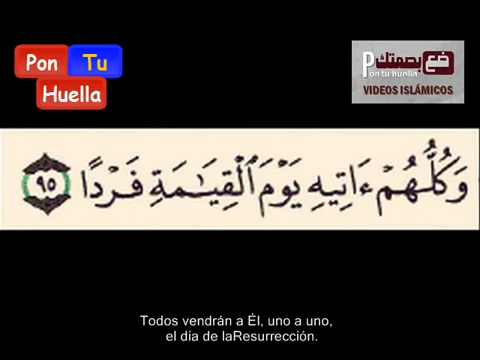 Pon Tu
Huella
ضع بصمتك
Pon tu huella
VIDEOS ISLÁMICOS
وَكُلُّهُمْ ءَاتِيهِ يَوْمَ ٱلْقِيَـٰمَةِ فَرْدًا ٩٥
Todos vendrán a Él, uno a uno,
el día de laResurrección.